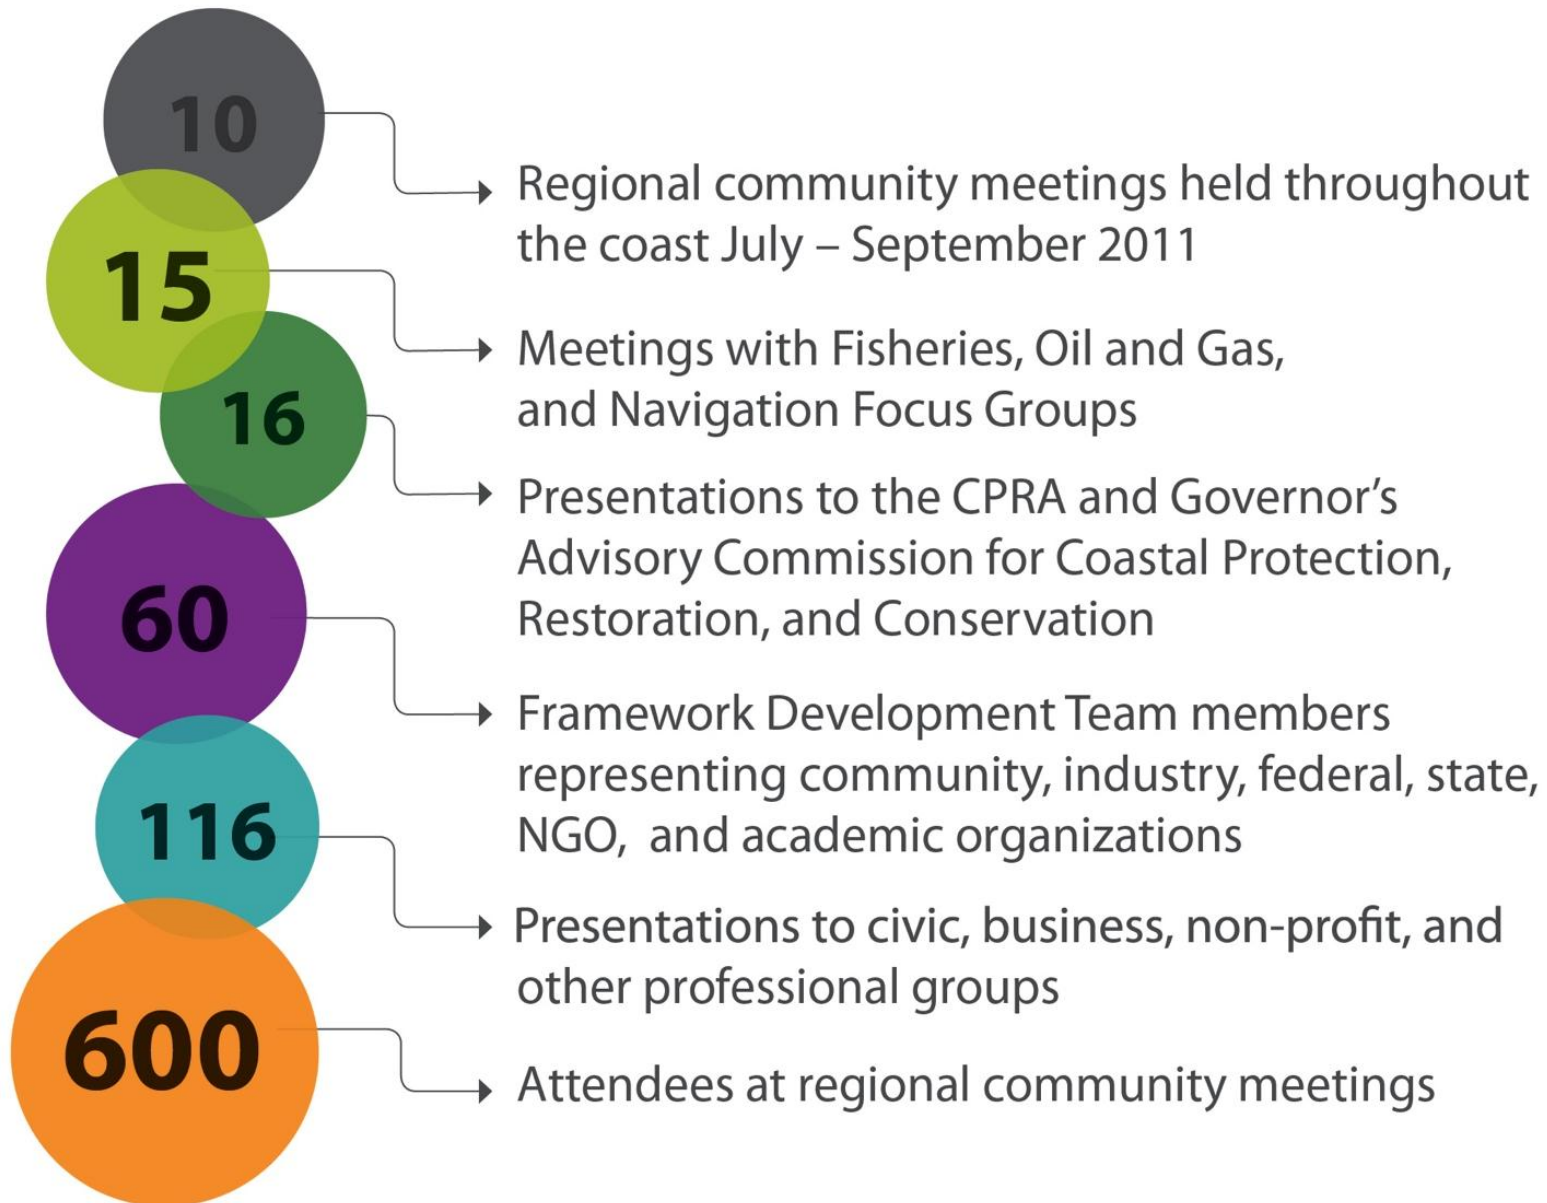 10
Regional community meetings held throughout
the coast July – September 2011
15
Meetings with Fisheries, Oil and Gas,
and Navigation Focus Groups
16
Presentations to the CPRA and Governor’s
Advisory Commission for Coastal Protection,
Restoration, and Conservation
60
Framework Development Team members
representing community, industry, federal, state,
NGO,  and academic organizations
116
Presentations to civic, business, non-profit, and
other professional groups
600
Attendees at regional community meetings